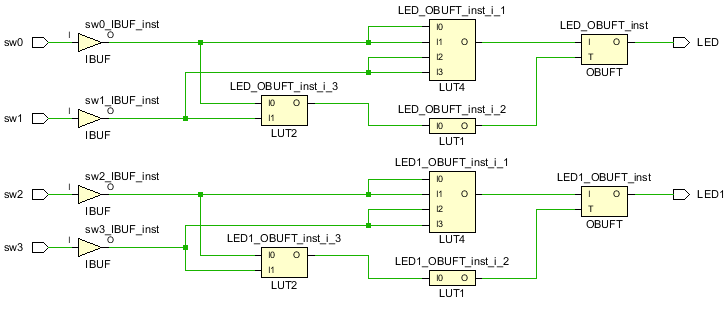 LED_OBUFT_inst_i_1
sw0_IBUF_inst
I0
LED_OBUFT_inst
sw0
I
O
I1
O
I
O
LED
I2
T
IBUF
I3
OBUFT
LED_OBUFT_inst_i_3
LUT4
sw1_IBUF_inst
I0
O
LED_OBUFT_inst_i_2
sw1
I
O
I1
I0
O
IBUF
LUT2
LUT1
LED1_OBUFT_inst_i_1
sw2_IBUF_inst
I0
LED1_OBUFT_inst
sw2
I
O
I1
O
I
O
LED1
I2
T
IBUF
I3
OBUFT
sw3_IBUF_inst
LED1_OBUFT_inst_i_3
LUT4
sw3
I
O
I0
O
LED1_OBUFT_inst_i_2
IBUF
I1
I0
O
LUT2
LUT1